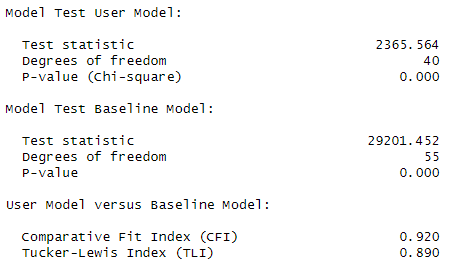 Model Test User Model:
Test statistic 2365.564
Degrees of freedom 40
P-value (Chi-square) 0.000
Model Test Baseline Model:
Test statistic 29201.452
Degrees of freedom 55
P-value 0.000
User Model versus Baseline Model:
Comparative Fit Index (CFI) 0.920
Tucker-Lewis Index (TLI) 0.890